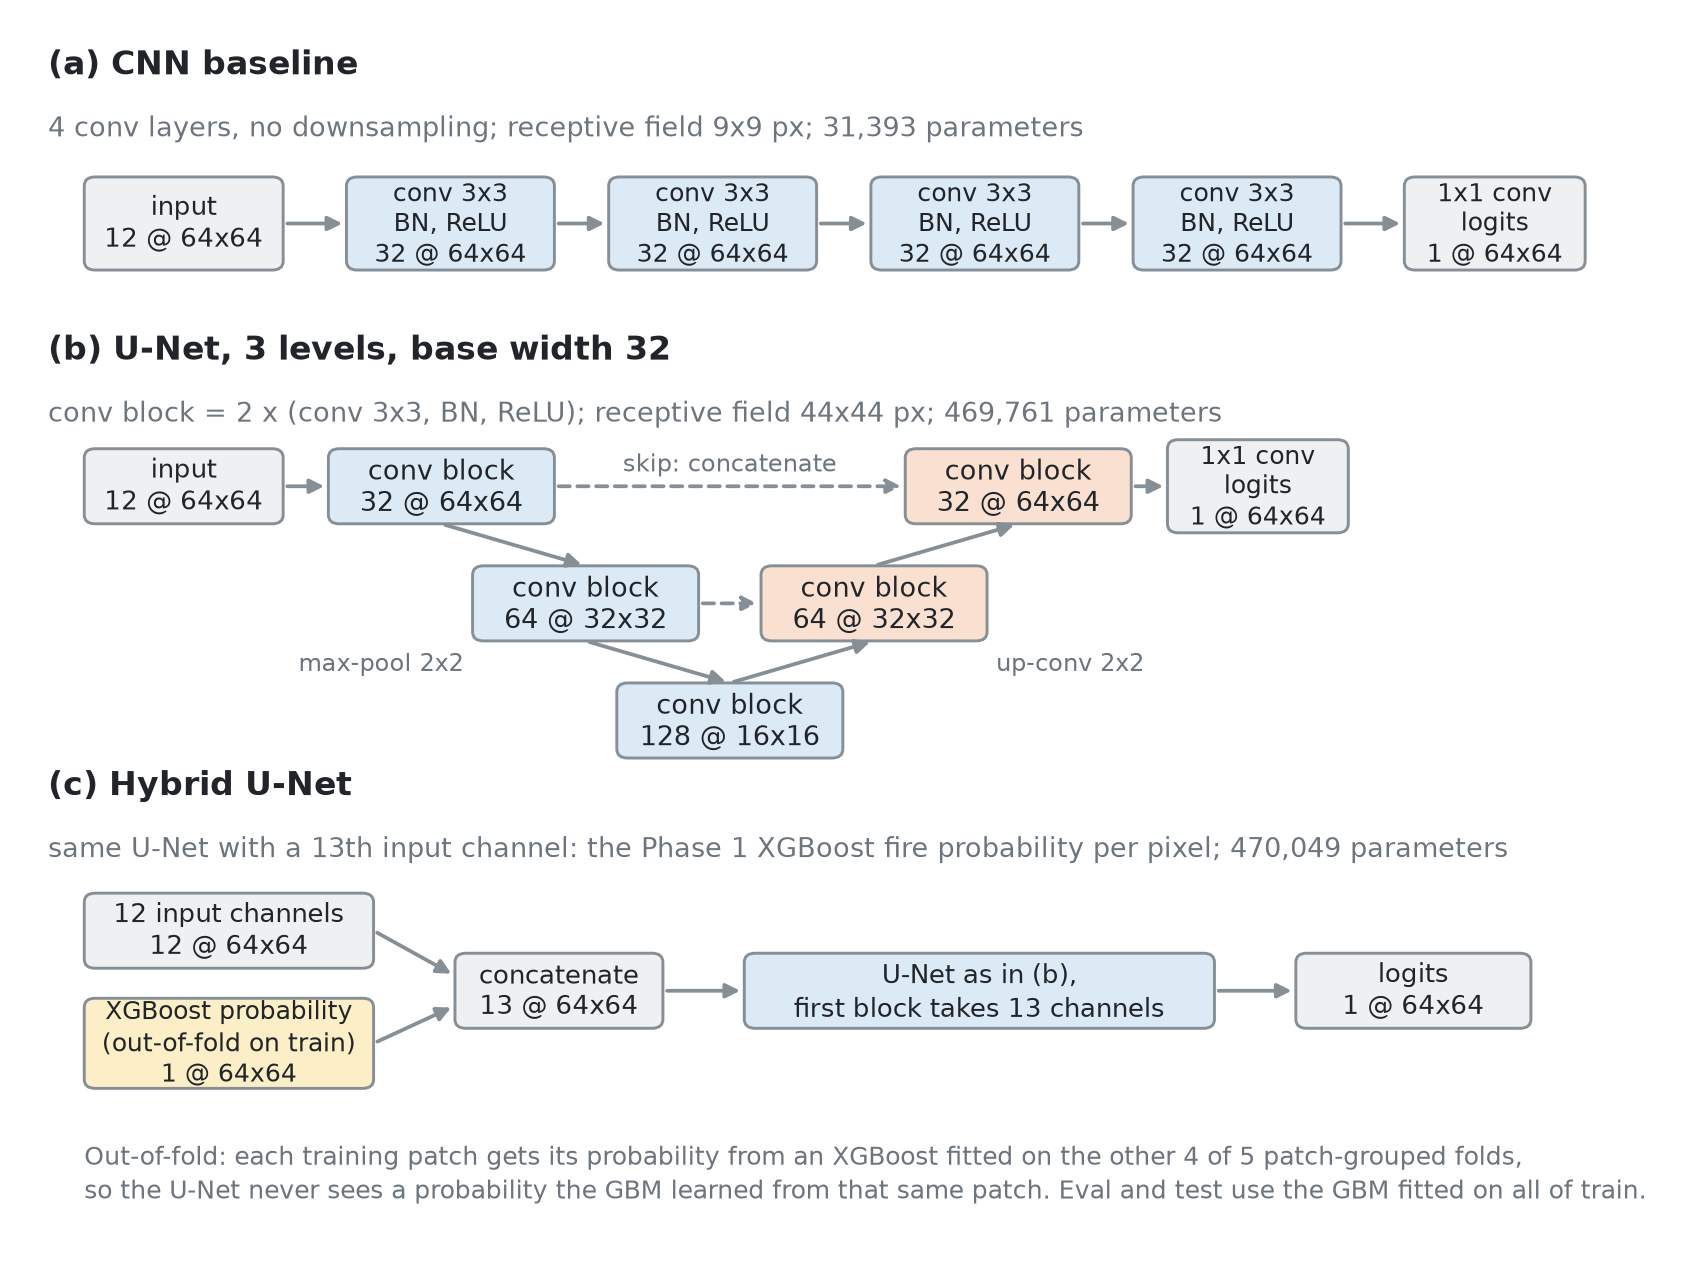 (a) CNN baseline
4 conv layers, no downsampling; receptive field 9x9 px; 31,393 parameters
input
12 @ 64x64
conv 3x3
BN, ReLU
32 @ 64x64
conv 3x3
BN, ReLU
32 @ 64x64
conv 3x3
BN, ReLU
32 @ 64x64
conv 3x3
BN, ReLU
32 @ 64x64
1x1 conv
logits
1 @ 64x64
(b) U-Net, 3 levels, base width 32
conv block = 2 x (conv 3x3, BN, ReLU); receptive field 44x44 px; 469,761 parameters
input
12 @ 64x64
conv block
32 @ 64x64
skip: concatenate
conv block
32 @ 64x64
1x1 conv
logits
1 @ 64x64
conv block
64 @ 32x32
conv block
64 @ 32x32
max-pool 2x2
up-conv 2x2
conv block
128 @ 16x16
(c) Hybrid U-Net
same U-Net with a 13th input channel: the Phase 1 XGBoost fire probability per pixel; 470,049 parameters
12 input channels
12 @ 64x64
XGBoost probability
(out-of-fold on train)
1 @ 64x64
concatenate
13 @ 64x64
U-Net as in (b),
first block takes 13 channels
logits
1 @ 64x64
Out-of-fold: each training patch gets its probability from an XGBoost fitted on the other 4 of 5 patch-grouped folds,
so the U-Net never sees a probability the GBM learned from that same patch. Eval and test use the GBM fitted on all of train.